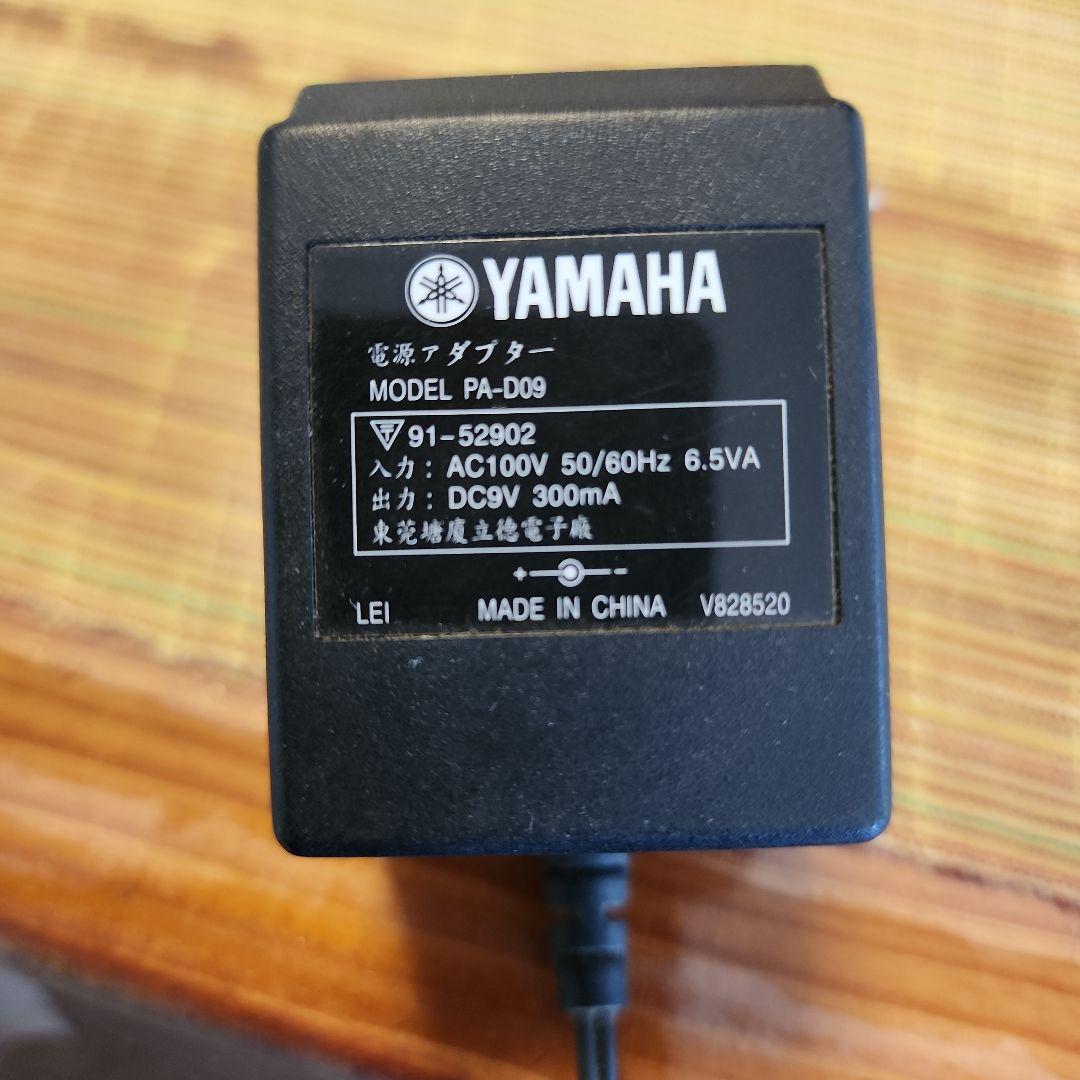 YAMAHA
電源アダプター
MODEL PA-D09
T 91-52902
入力: AC100V 50/60Hz 6.5VA
出力: DC9V 300mA
東莞塘廈立德電子廠
+ -
LEI MADE IN CHINA V828520